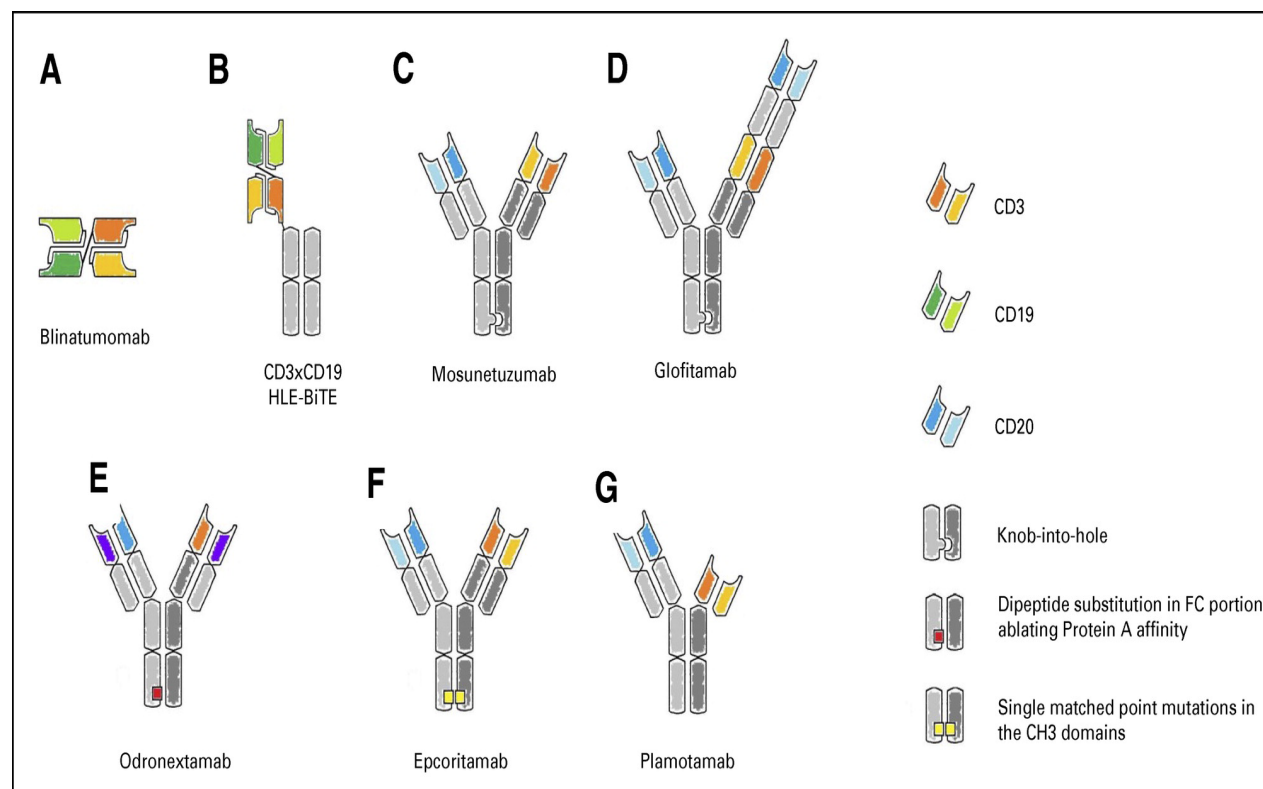 A
B
C
D
Blinatumomab
CD3xCD19
HLE-BiTE
Mosunetuzumab
Glofitamab
E
F
G
Odronextamab
Epcoritamab
Plamotamab
CD3
CD19
CD20
Knob-into-hole
Dipeptide substitution in FC portion
ablating Protein A affinity
Single matched point mutations in
the CH3 domains